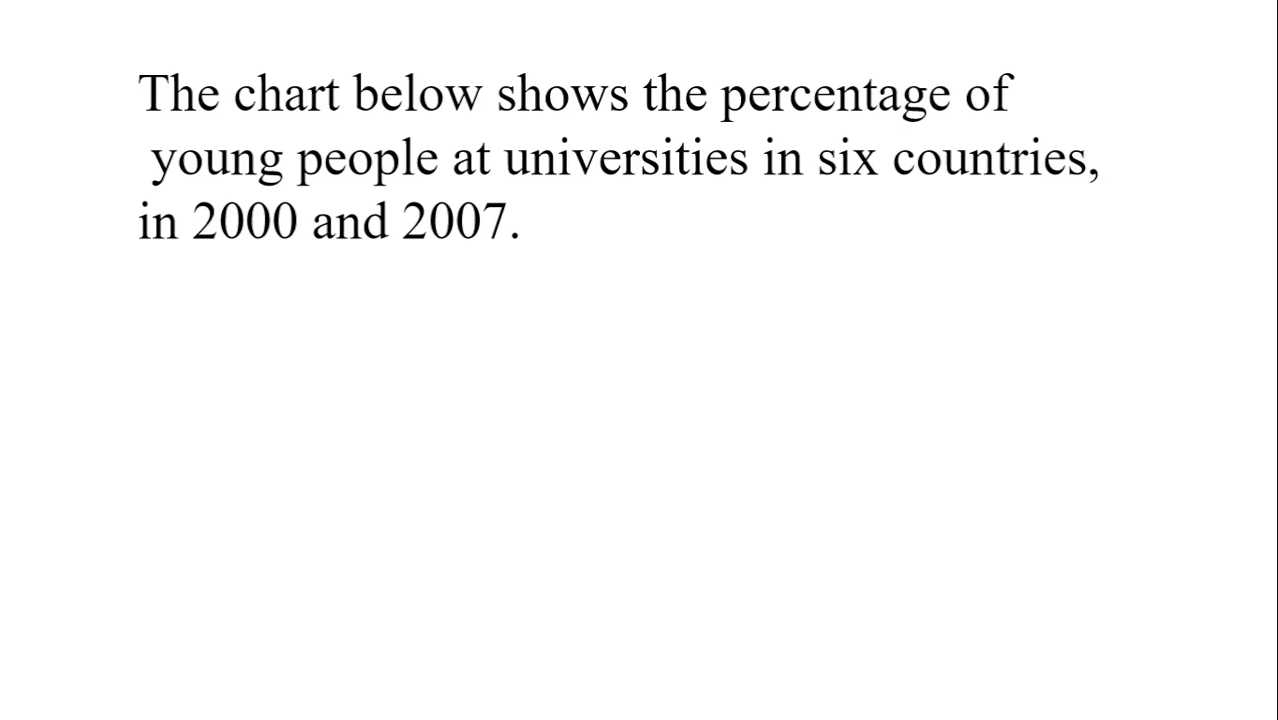 The chart below shows the percentage of
young people at universities in six countries,
in 2000 and 2007.